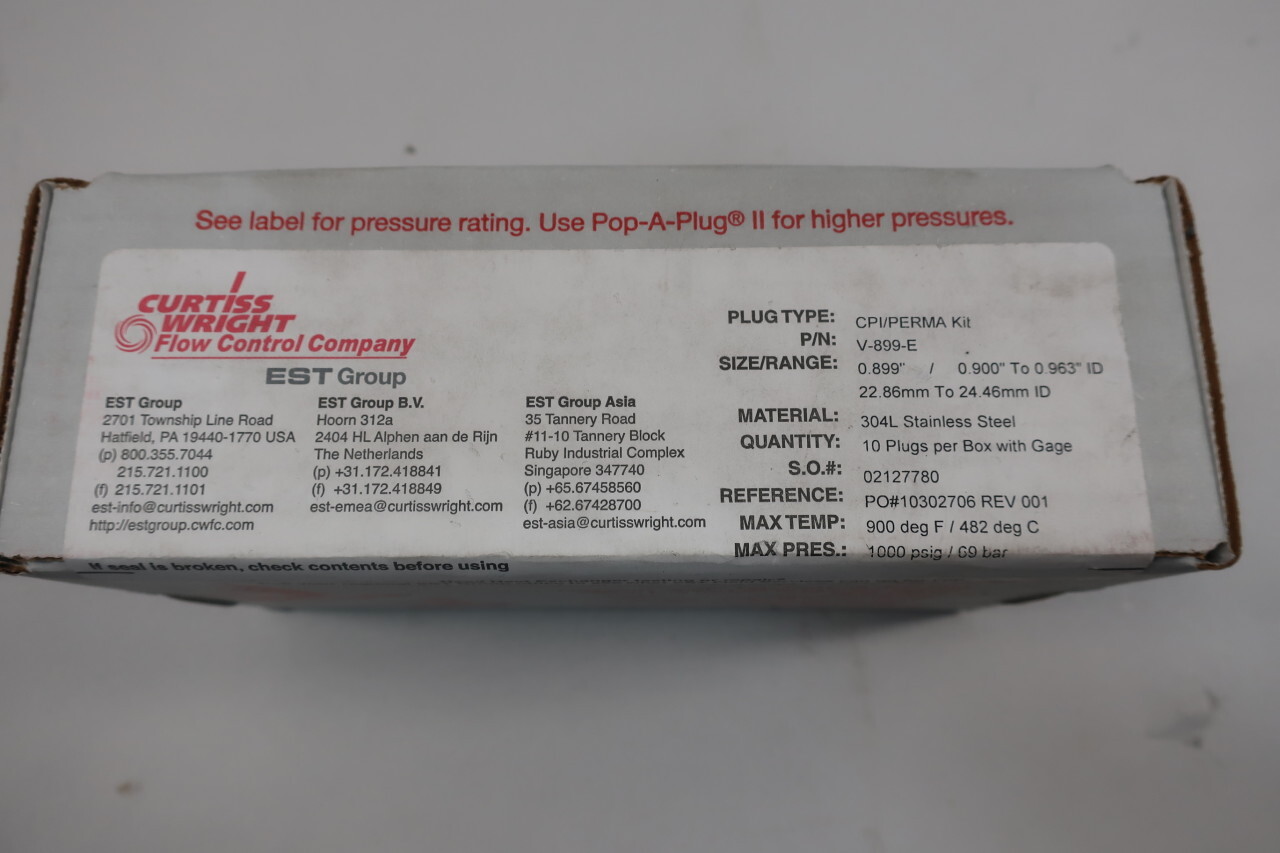 See label for pressure rating. Use Pop-A-Plug® II for higher pressures.
CURTISS
WRIGHT
Flow Control Company
EST Group
EST Group
2701 Township Line Road
Hatfield, PA 19440-1770 USA
(p) 800.355.7044
215.721.1100
(f) 215.721.1101
est-info@curtisswright.com
http://estgroup.cwfc.com
EST Group B.V.
Hoorn 312a
2404 HL Alphen aan de Rijn
The Netherlands
(p) +31.172.418841
(f) +31.172.418849
est-emea@curtisswright.com
EST Group Asia
35 Tannery Road
#11-10 Tannery Block
Ruby Industrial Complex
Singapore 347740
(p) +65.67458560
(f) +62.67428700
est-asia@curtisswright.com
PLUG TYPE: CPI/PERMA Kit
P/N: V-899-E
SIZE/RANGE: 0.899" / 0.900" To 0.963" ID
22.86mm To 24.46mm ID
MATERIAL: 304L Stainless Steel
QUANTITY: 10 Plugs per Box with Gage
S.O.#: 02127780
REFERENCE: PO#10302706 REV 001
MAX TEMP: 900 deg F / 482 deg C
MAX PRES.: 1000 psig / 69 bar
If seal is broken, check contents before using